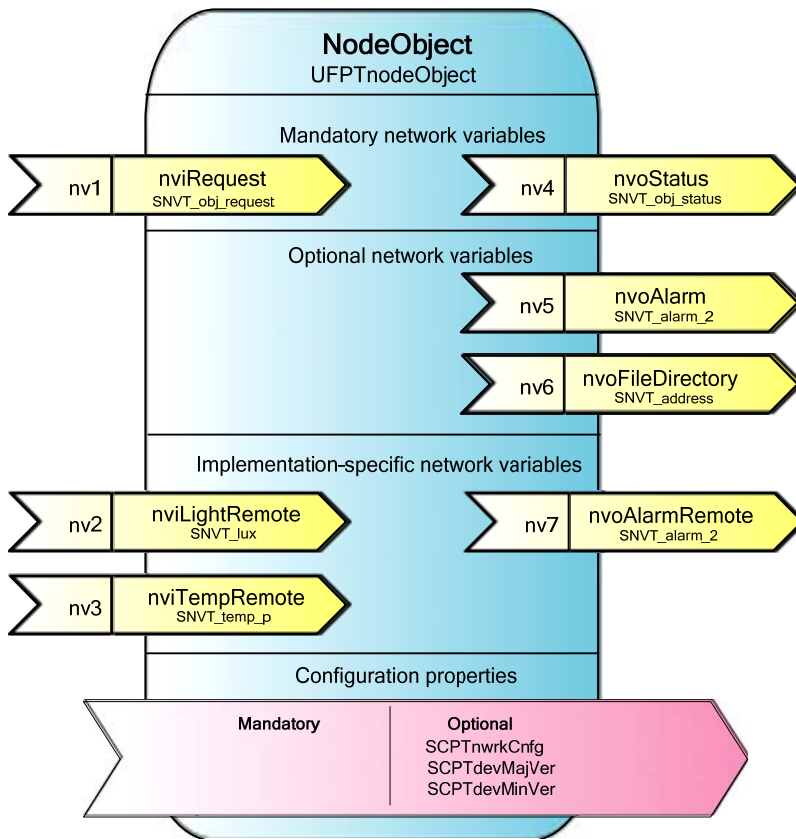 NodeObject
UFPTnodeObject
Mandatory network variables
nv1
nviRequest
SNVT_obj_request
nv4
nvoStatus
SNVT_obj_status
Optional network variables
nv5
nvoAlarm
SNVT_alarm_2
nv6
nvoFileDirectory
SNVT_address
Implementation-specific network variables
nv2
nviLightRemote
SNVT_lux
nv7
nvoAlarmRemote
SNVT_alarm_2
nv3
nviTempRemote
SNVT_temp_p
Configuration properties
Mandatory
Optional
SCPTnwrkCnfg
SCPTdevMajVer
SCPTdevMinVer